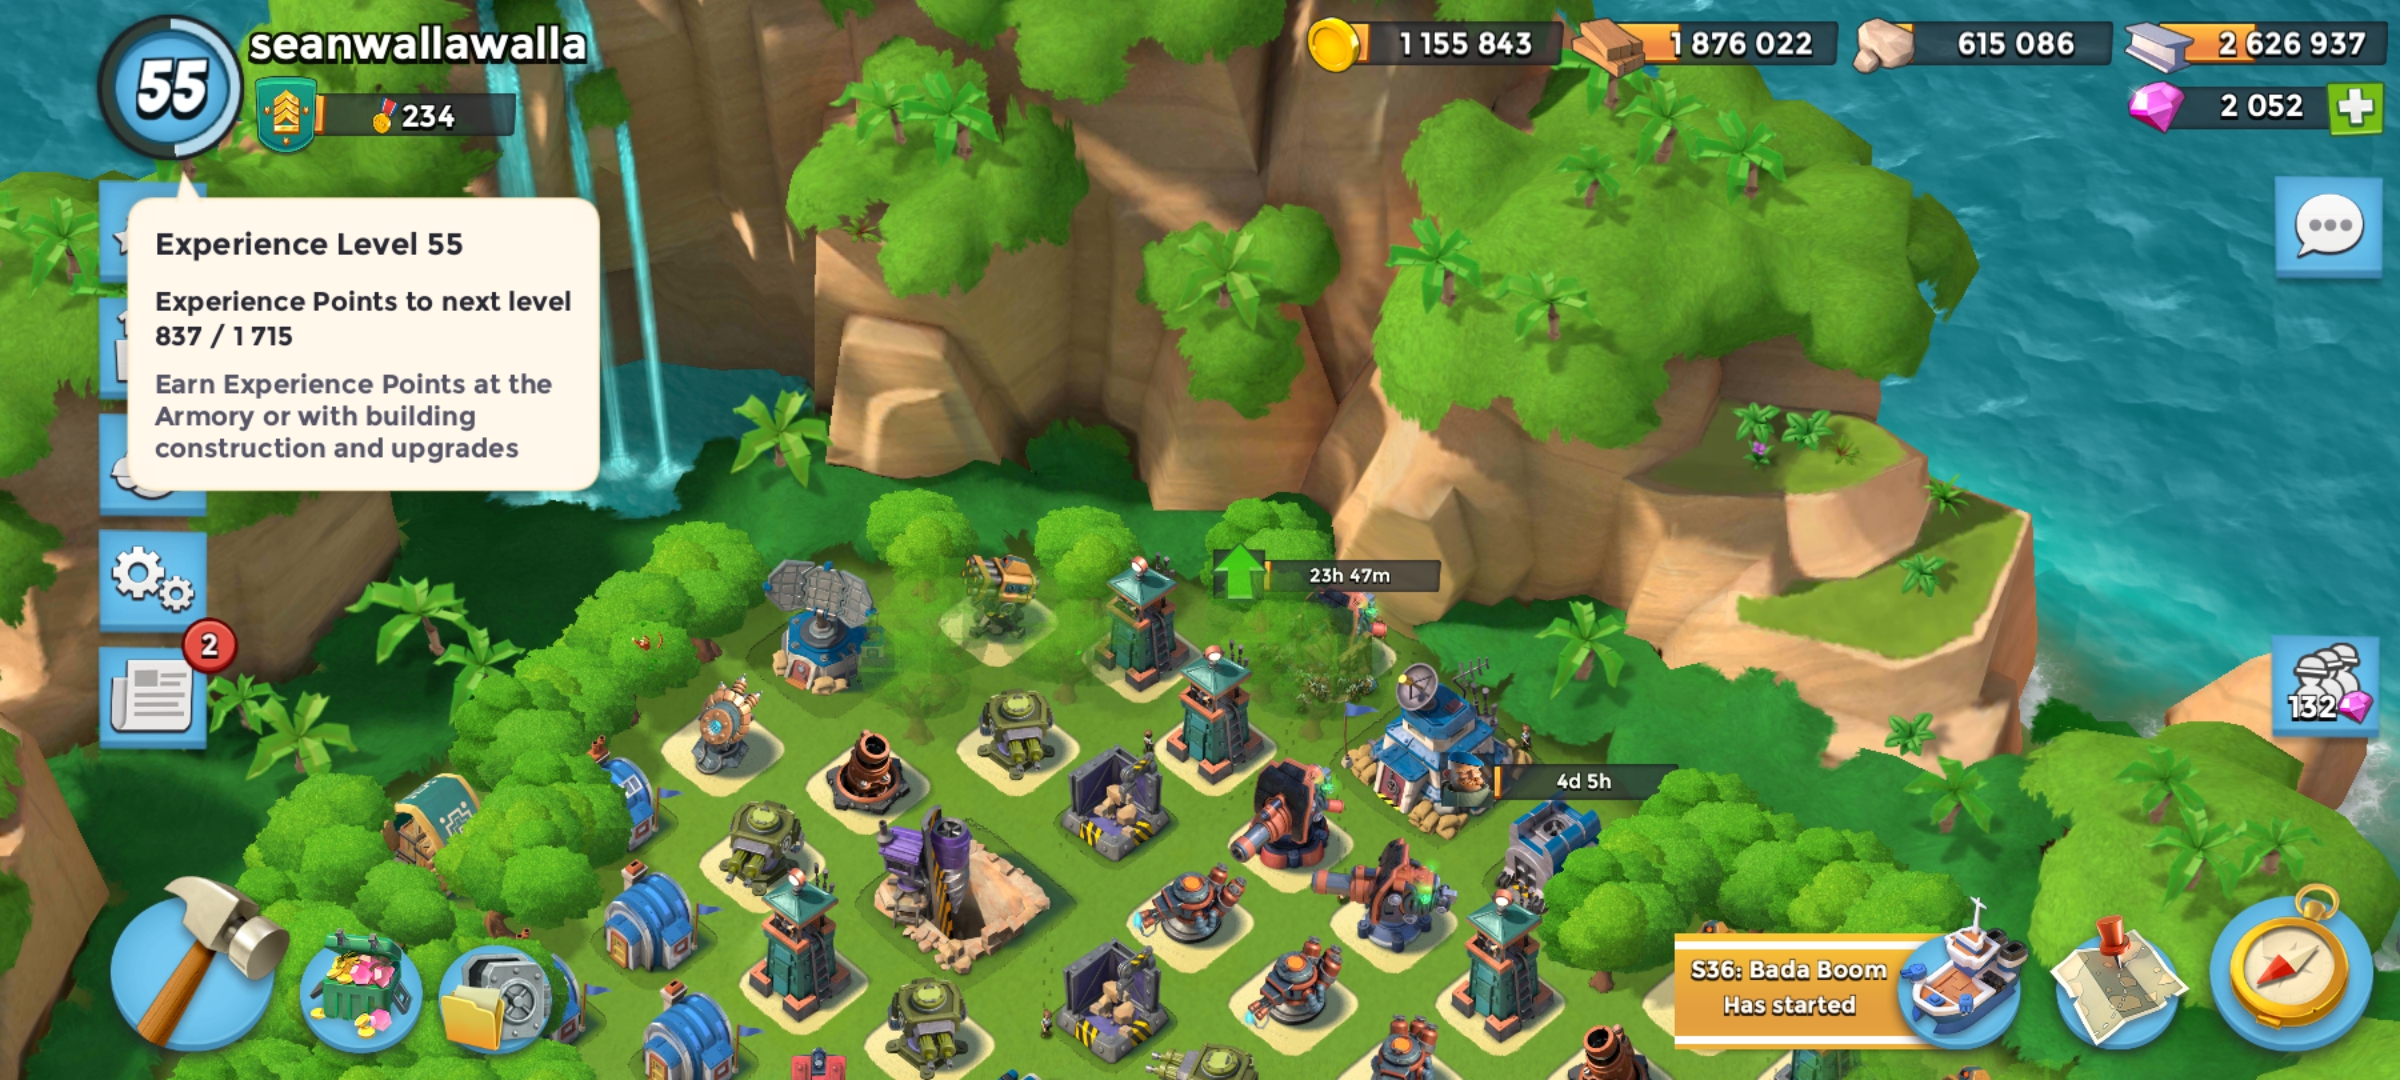 55
seanwallawalla
234
1 155 843
1 876 022
615 086
2 626 937
2 052
Experience Level 55
Experience Points to next level
837 / 1 715
Earn Experience Points at the
Armory or with building
construction and upgrades
23h 47m
2
132
4d 5h
S36: Bada Boom
Has started